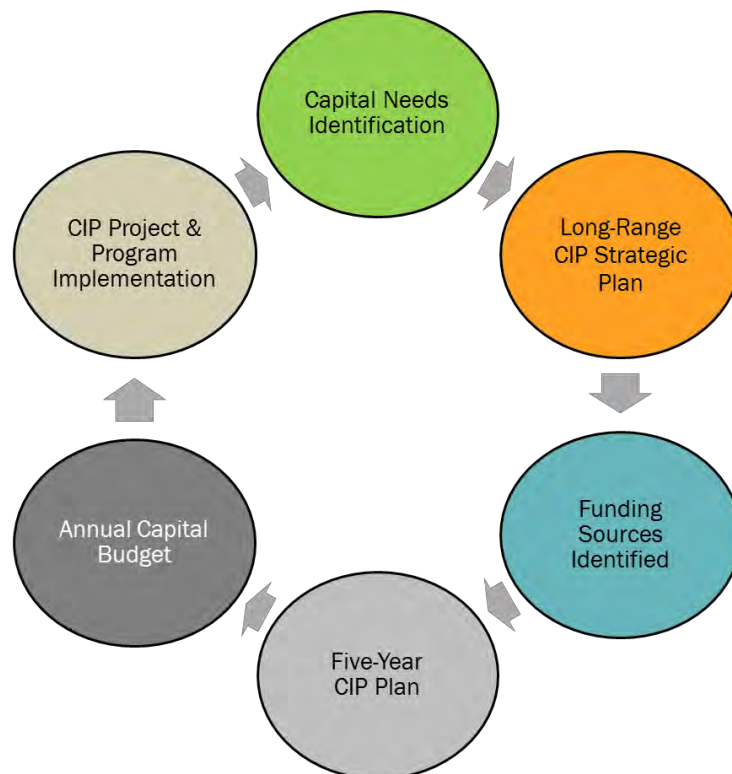 Capital Needs
Identification
Long-Range
CIP Strategic
Plan
Funding
Sources
Identified
Five-Year
CIP Plan
Annual Capital
Budget
CIP Project &
Program
Implementation